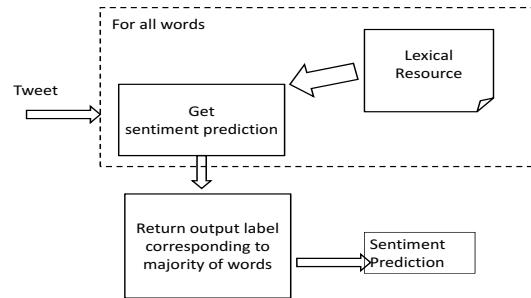 For all words
Lexical
Resource
Tweet
Get
sentiment prediction
Return output label
corresponding to
majority of words
Sentiment
Prediction